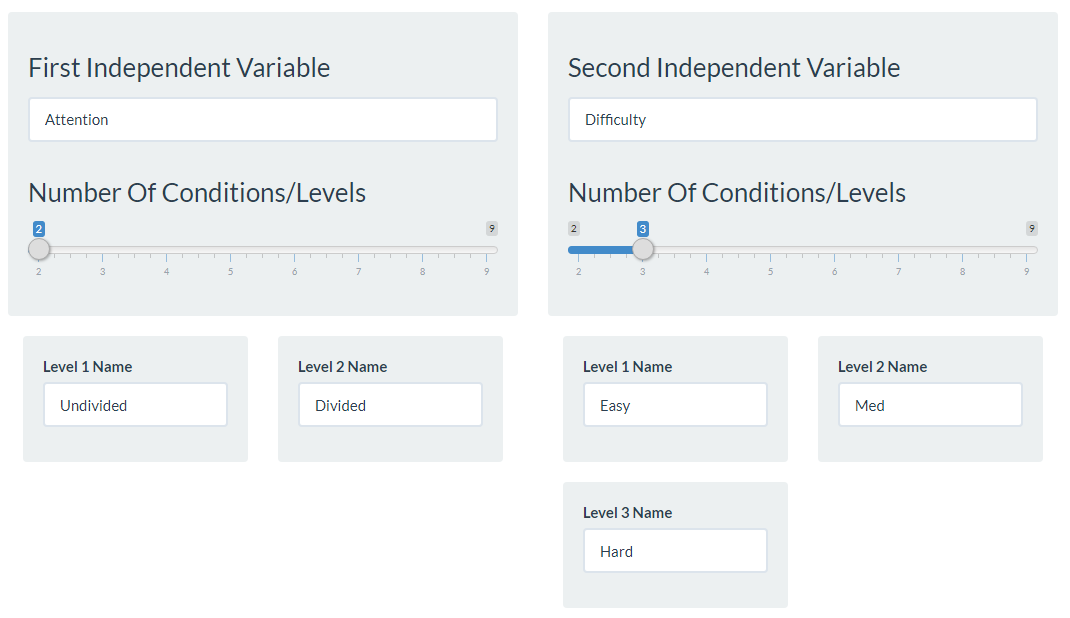 First Independent Variable
Attention
Number Of Conditions/Levels
2 9
2 3 4 5 6 7 8 9
Level 1 Name
Undivided
Level 2 Name
Divided
Second Independent Variable
Difficulty
Number Of Conditions/Levels
2 3 9
2 3 4 5 6 7 8 9
Level 1 Name
Easy
Level 2 Name
Med
Level 3 Name
Hard